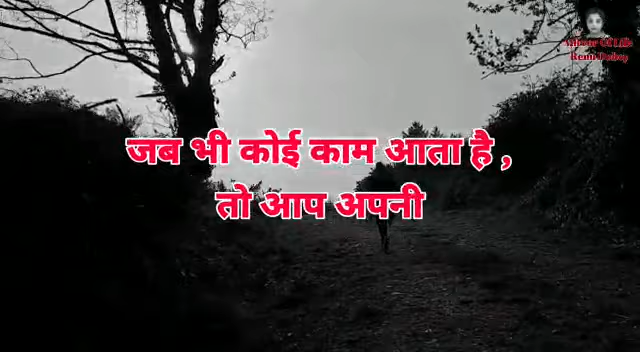 जब भी कोई काम आता है ,
तो आप अपनी